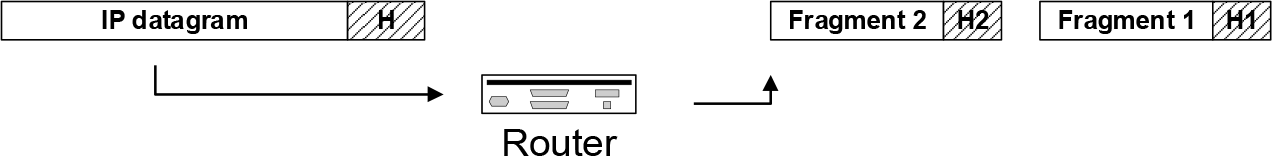 IP datagram H
Fragment 2 H2 Fragment 1 H1
Router